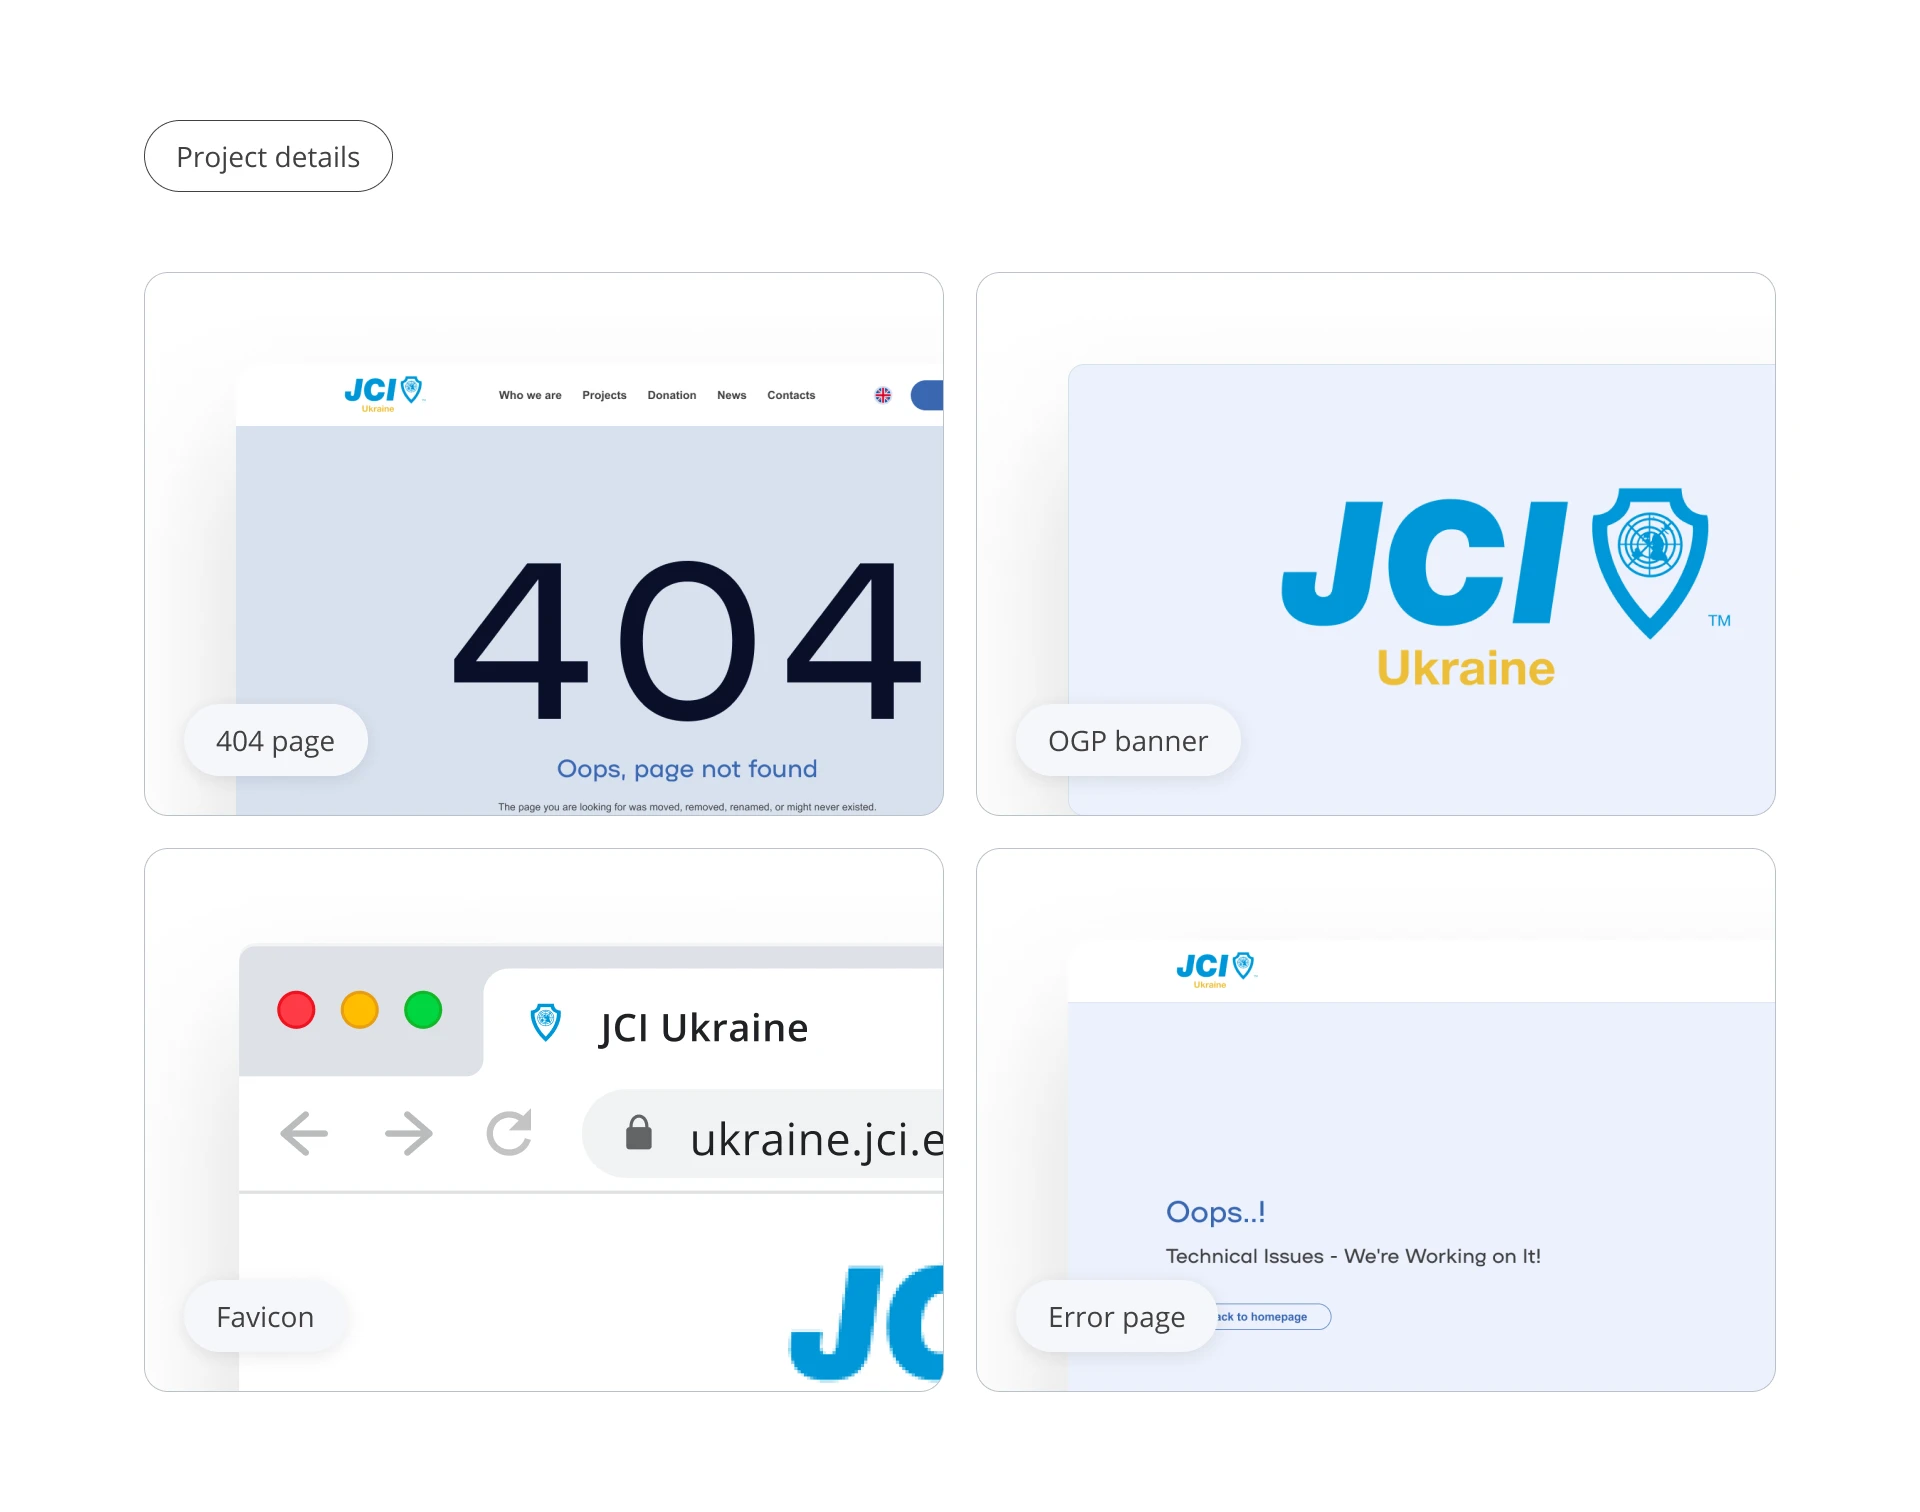 Project details
JCI
Ukraine
Who we are Projects Donation News Contacts
404
Oops, page not found
The page you are looking for was moved, removed, renamed, or might never existed.
404 page
JCI
TM
Ukraine
OGP banner
JCI Ukraine
ukraine.jci.e
JC
Favicon
JCI
Ukraine
Oops..!
Technical Issues - We're Working on It!
ack to homepage
Error page